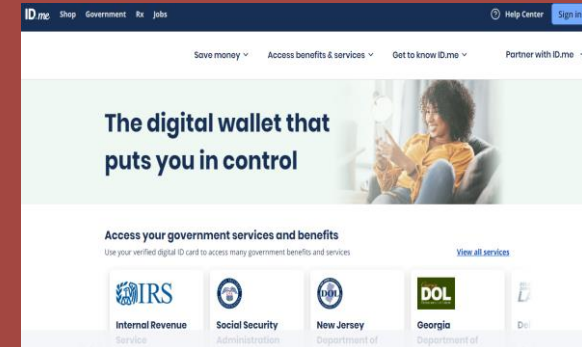 ID.me Shop Government Rx Jobs Help Center Sign in
Save money Access benefits & services Get to know ID.me Partner with ID.me
The digital wallet that
puts you in control
Access your government services and benefits
Use your verified digital ID card to access many government benefits and services View all services
IRS DOL DOL
Internal Revenue Social Security New Jersey Georgia
Service Administration Department of Department of